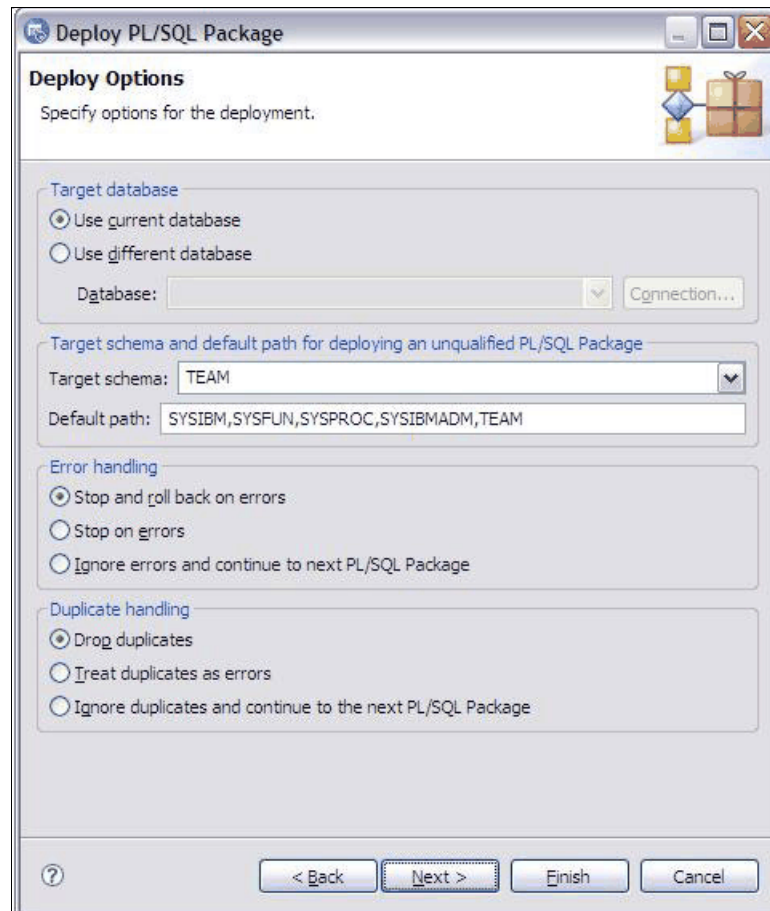 Deploy PL/SQL Package
Deploy Options
Specify options for the deployment.
Target database
Use current database
Use different database
Database:
Connection...
Target schema and default path for deploying an unqualified PL/SQL Package
Target schema: TEAM
Default path: SYSIBM,SYSFUN,SYSPROC,SYSIBMADM,TEAM
Error handling
Stop and roll back on errors
Stop on errors
Ignore errors and continue to next PL/SQL Package
Duplicate handling
Drop duplicates
Treat duplicates as errors
Ignore duplicates and continue to the next PL/SQL Package
? < Back Next > Finish Cancel